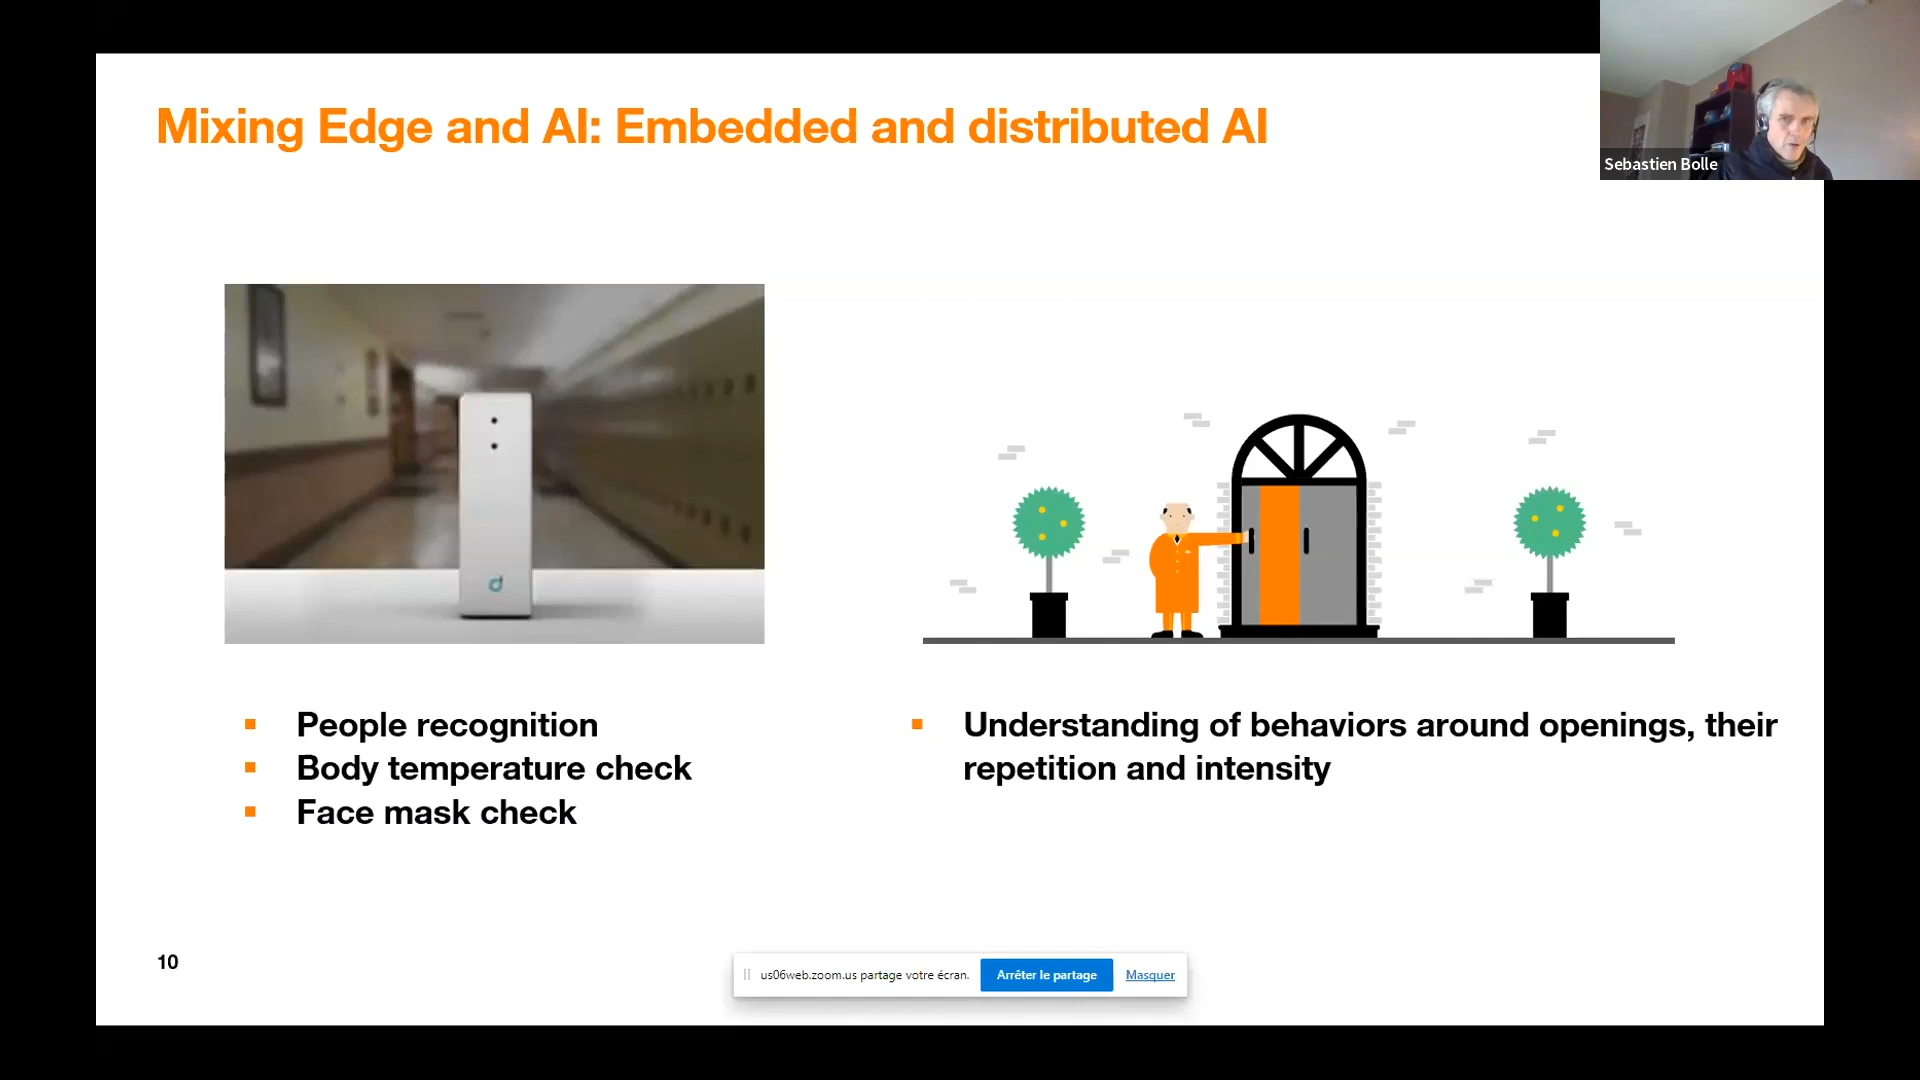 Mixing Edge and AI: Embedded and distributed AI
Sebastien Bolle
▪ People recognition
▪ Body temperature check
▪ Face mask check
▪ Understanding of behaviors around openings, their
repetition and intensity
10
us06web.zoom.us partage votre écran.
Arrêter le partage
Masquer